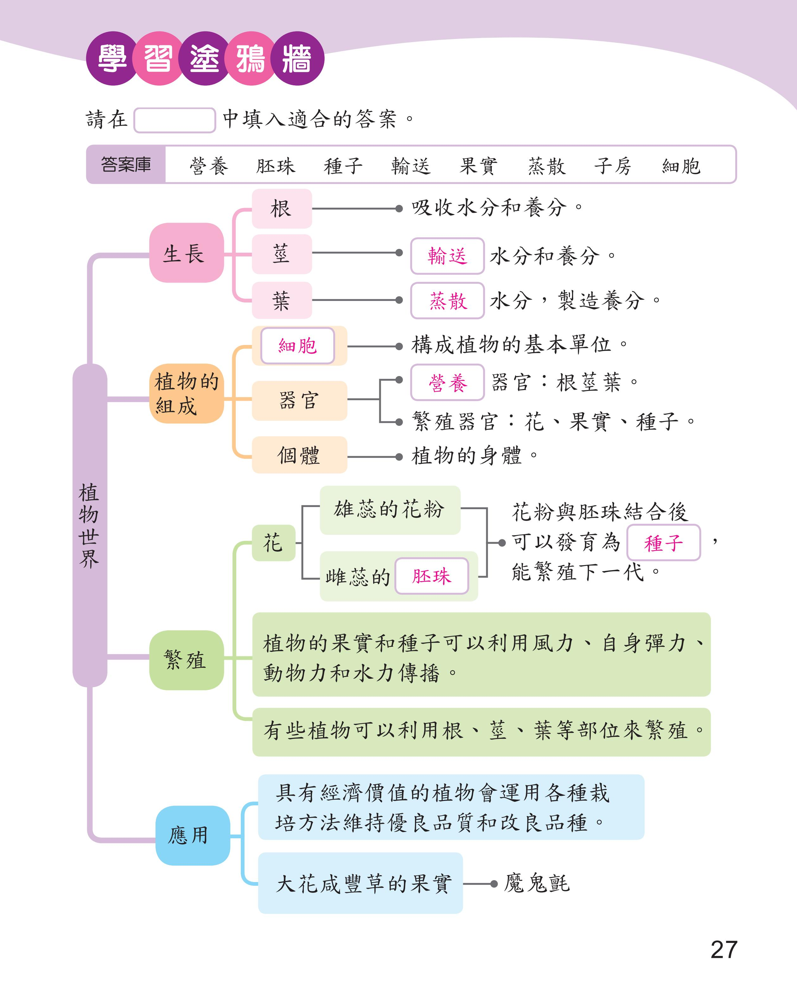 學習塗鴉牆
請在 中填入適合的答案。
答案庫 營養 胚珠 種子 輸送 果實 蒸散 子房 細胞
植物世界
生長
根
吸收水分和養分。
莖
輸送 水分和養分。
葉
蒸散 水分，製造養分。
植物的
組成
細胞
構成植物的基本單位。
器官
營養 器官：根莖葉。
繁殖器官：花、果實、種子。
個體
植物的身體。
繁殖
花
雄蕊的花粉
雌蕊的 胚珠
花粉與胚珠結合後
可以發育為 種子 ，
能繁殖下一代。
植物的果實和種子可以利用風力、自身彈力、
動物力和水力傳播。
有些植物可以利用根、莖、葉等部位來繁殖。
應用
具有經濟價值的植物會運用各種栽
培方法維持優良品質和改良品種。
大花咸豐草的果實
魔鬼氈
27